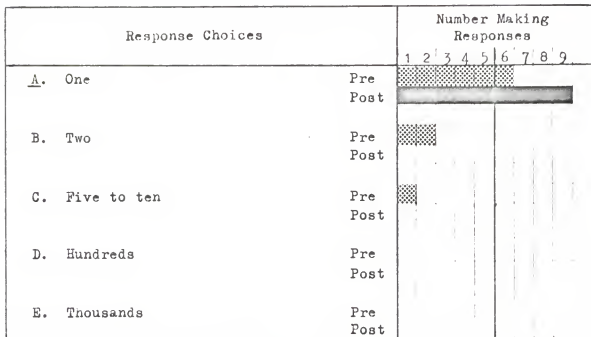 Number Making
Response Choices
Responses
1 2 3 4 5 6 7 8 9
A. One Pre
Post
B. Two Pre
Post
C. Five to ten Pre
Post
D. Hundreds Pre
Post
E. Thousands Pre
Post